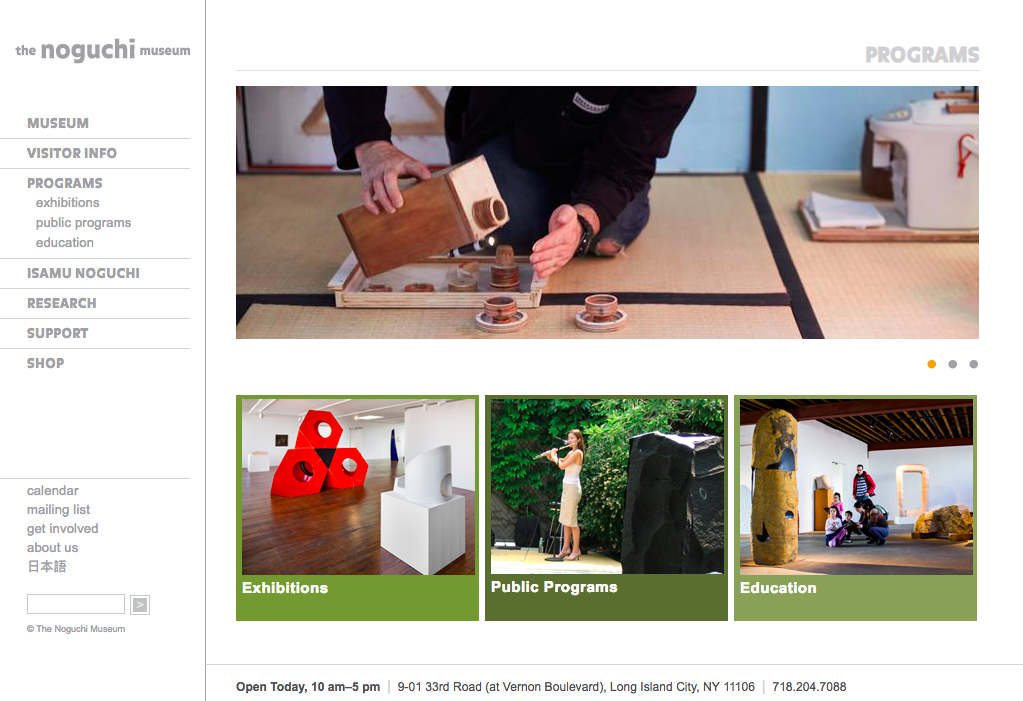 the noguchi museum
MUSEUM
VISITOR INFO
PROGRAMS
exhibitions
public programs
education
ISAMU NOGUCHI
RESEARCH
SUPPORT
SHOP
calendar
mailing list
get involved
about us
日本語
>
© The Noguchi Museum
PROGRAMS
Exhibitions
Public Programs
Education
Open Today, 10 am–5 pm | 9-01 33rd Road (at Vernon Boulevard), Long Island City, NY 11106 | 718.204.7088